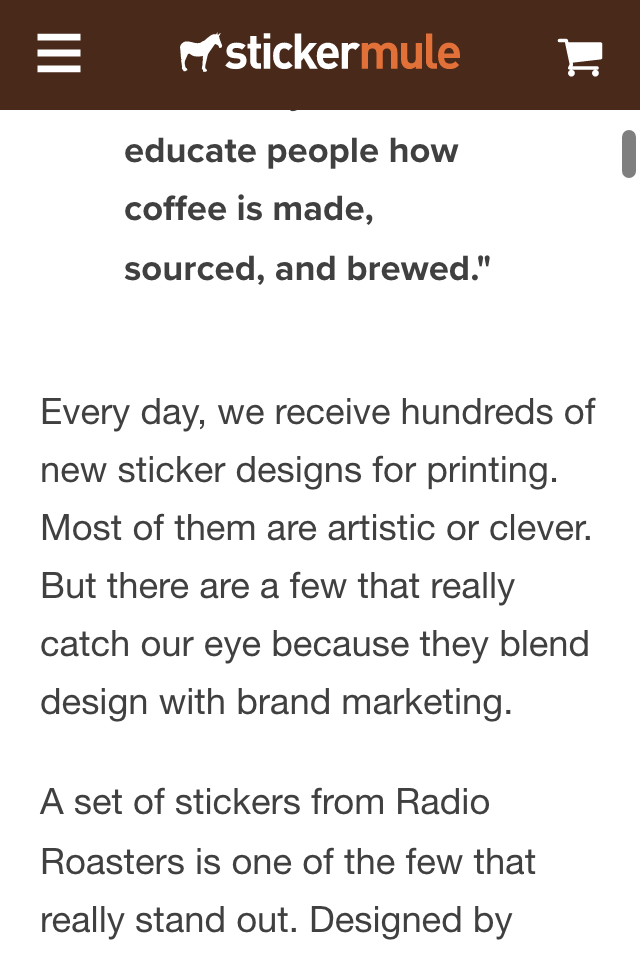 stickermule
educate people how
coffee is made,
sourced, and brewed."
Every day, we receive hundreds of
new sticker designs for printing.
Most of them are artistic or clever.
But there are a few that really
catch our eye because they blend
design with brand marketing.
A set of stickers from Radio
Roasters is one of the few that
really stand out. Designed by